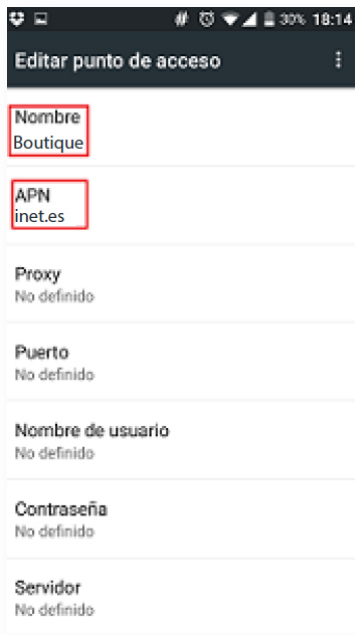 30% 18:14
Editar punto de acceso
Nombre
Boutique
APN
inet.es
Proxy
No definido
Puerto
No definido
Nombre de usuario
No definido
Contraseña
No definido
Servidor
No definido